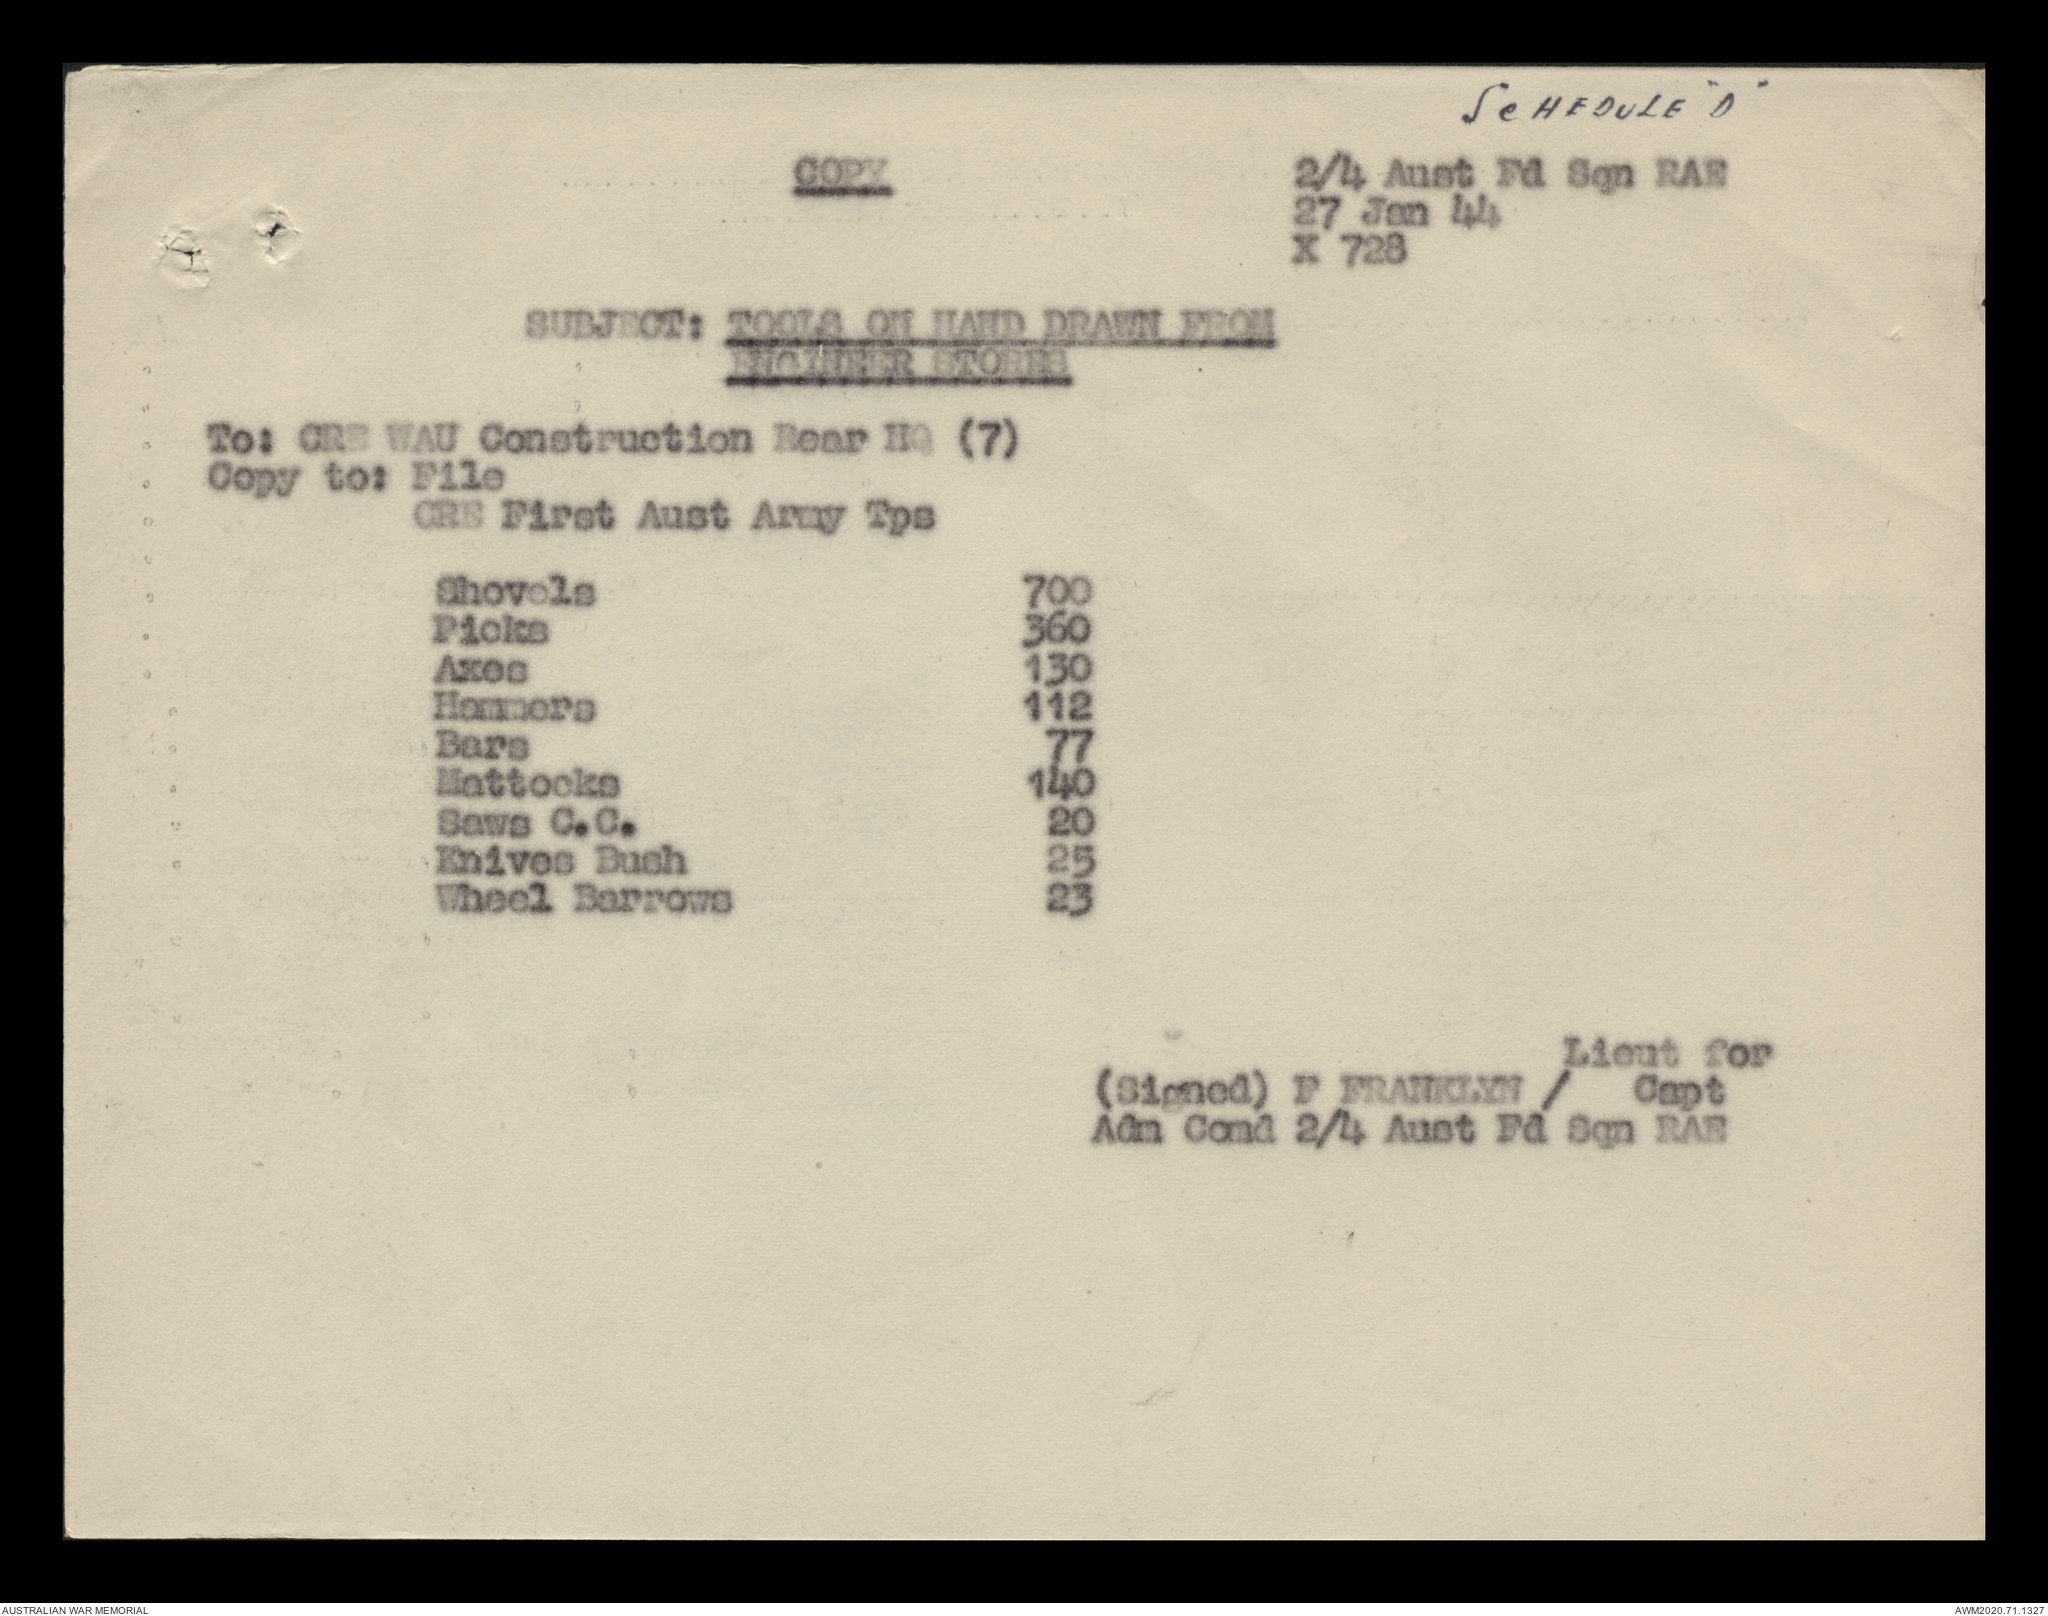 SCHEDULE "D"
COPY
2/4 Aust Fd Sqn RAE
27 Jan 44
X 728
SUBJECT: TOOLS ON HAND DRAWN FROM
ENGINEER STORES
To: CRE WAU Construction Rear HQ (7)
Copy to: File
CRE First Aust Army Tps
Shovels 700
Picks 360
Axes 130
Hammers 112
Bars 77
Mattocks 140
Saws C.C. 20
Knives Bush 25
Wheel Barrows 23
Lieut for
(Signed) F FRANKLYN / Capt
Adm Comd 2/4 Aust Fd Sqn RAE
AUSTRALIAN WAR MEMORIAL
AWM2020.71.1327